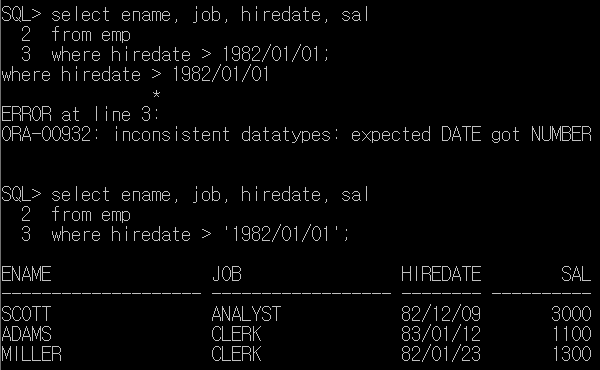 SQL> select ename, job, hiredate, sal
  2  from emp
  3  where hiredate > 1982/01/01;
where hiredate > 1982/01/01
                 *
ERROR at line 3:
ORA-00932: inconsistent datatypes: expected DATE got NUMBER
SQL> select ename, job, hiredate, sal
  2  from emp
  3  where hiredate > '1982/01/01';
ENAME                JOB                HIREDATE        SAL
-------------------- ------------------ -------- ----------
SCOTT                ANALYST            82/12/09       3000
ADAMS                CLERK              83/01/12       1100
MILLER               CLERK              82/01/23       1300